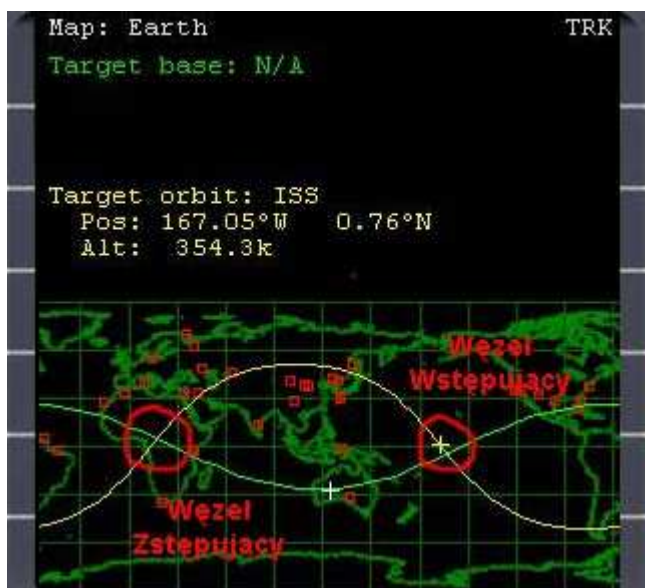 Map: Earth TRK
Target base: N/A
Target orbit: ISS
Pos: 167.05°W 0.76°N
Alt: 354.3k
Węzeł
Wstępujący
Węzeł
Zstępujący